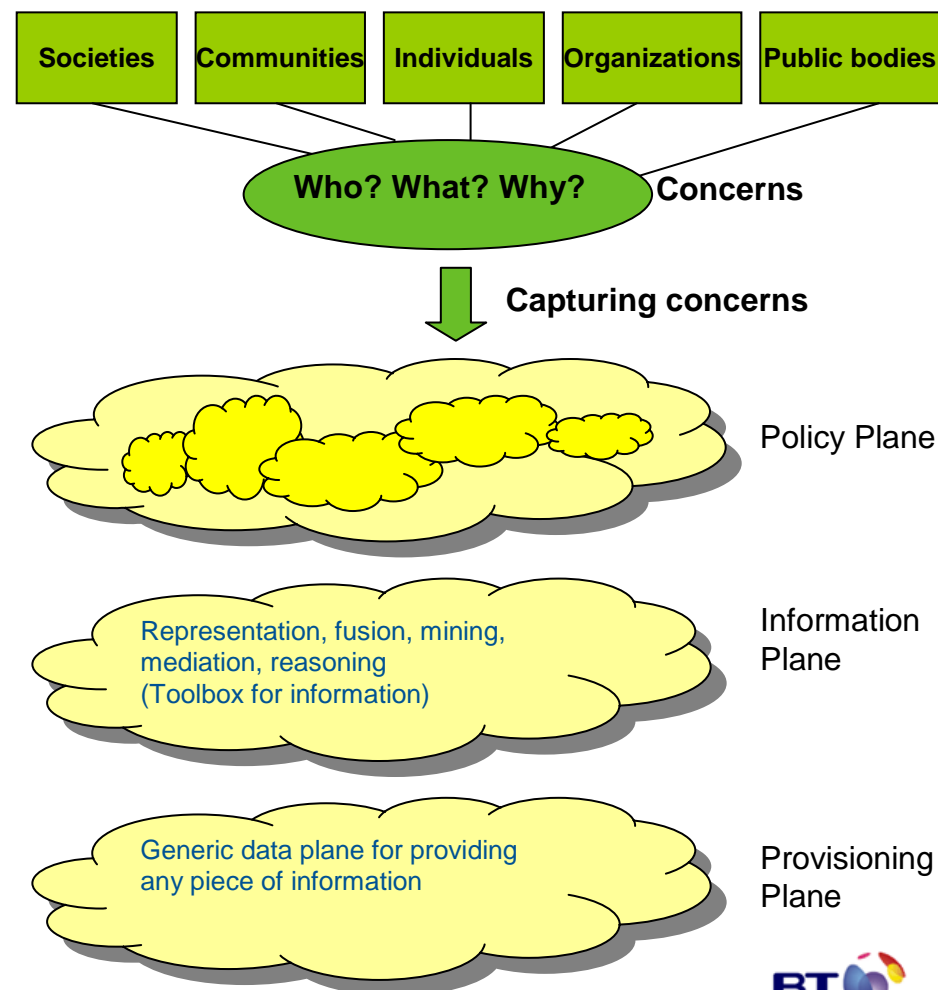 Societies
Communities
Individuals
Organizations
Public bodies
Who? What? Why?
Concerns
Capturing concerns
Policy Plane
Representation, fusion, mining,
mediation, reasoning
(Toolbox for information)
Information
Plane
Generic data plane for providing
any piece of information
Provisioning
Plane
BT